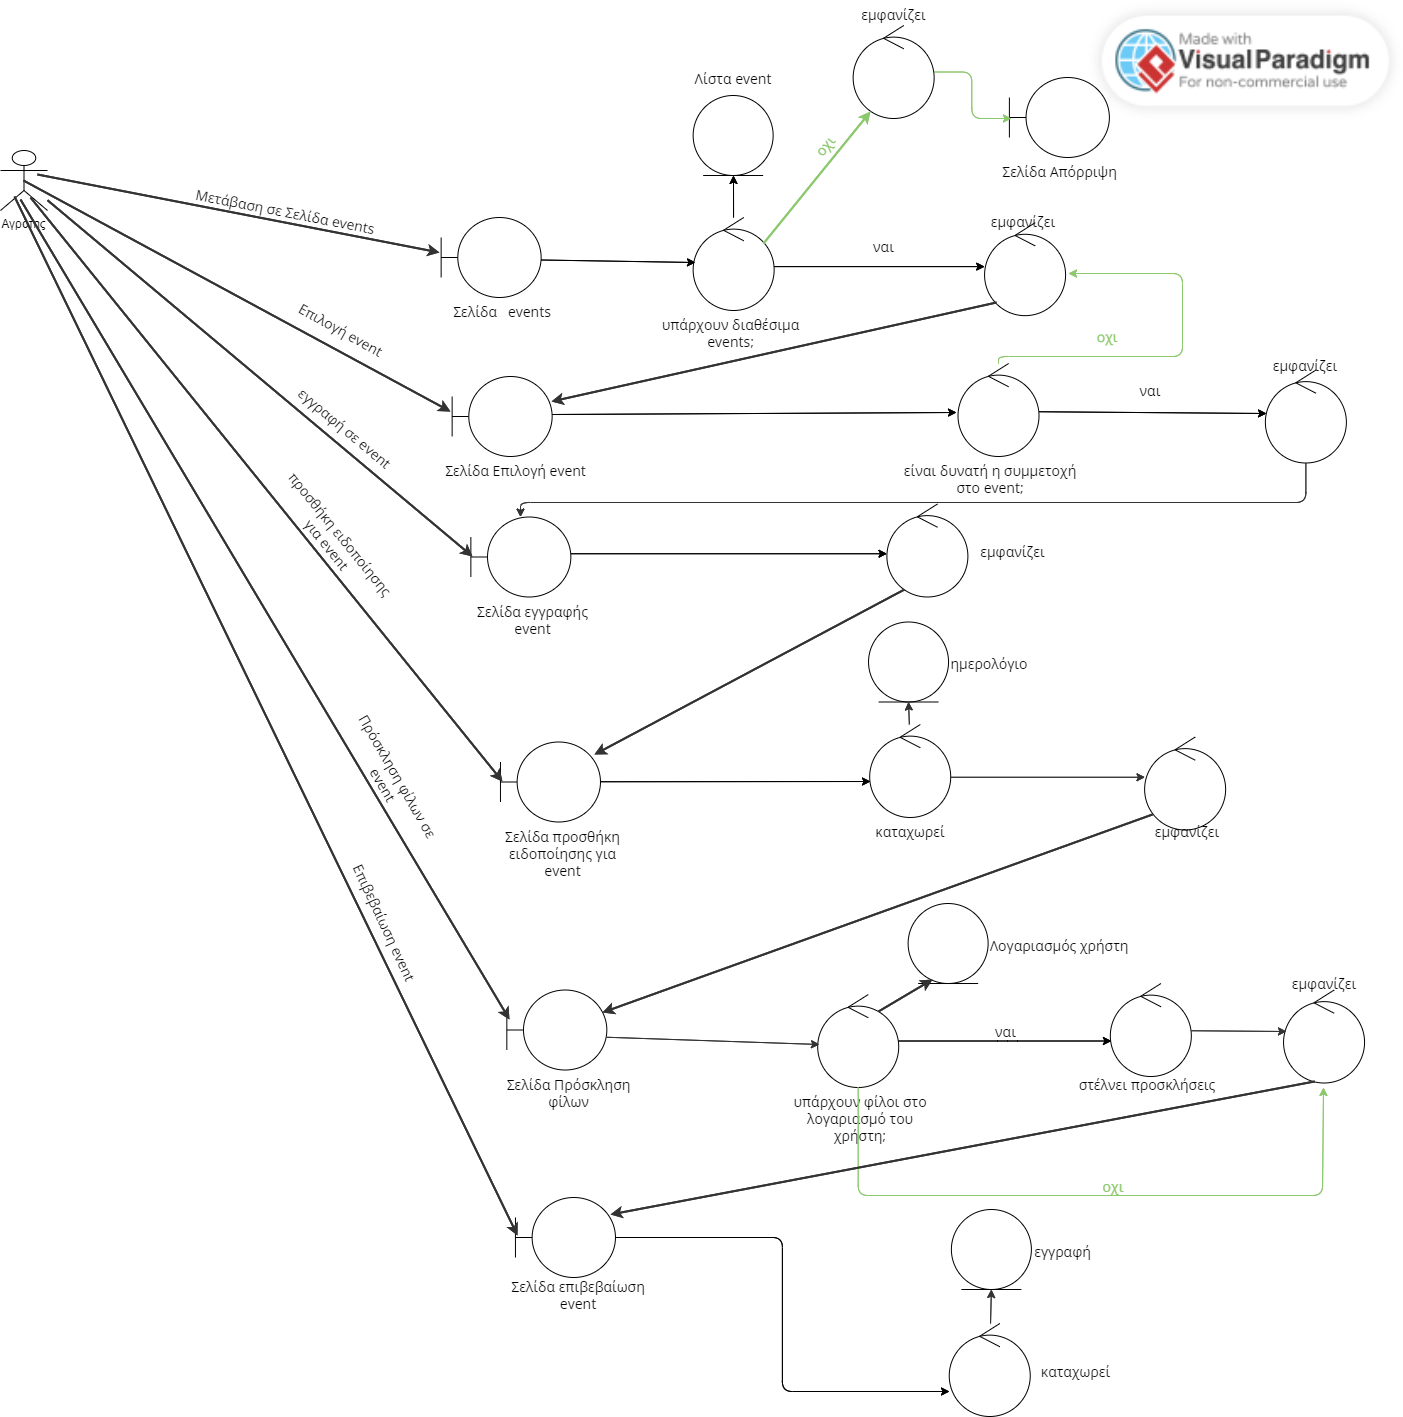 εμφανίζει
Made with
Visual Paradigm
For non-commercial use
Λίστα event
οχι
Σελίδα Απόρριψη
Μετάβαση σε Σελίδα events
εμφανίζει
ναι
Σελίδα events
υπάρχουν διαθέσιμα
events;
Επιλογή event
οχι
εμφανίζει
ναι
εγγραφή σε event
Σελίδα Επιλογή event
είναι δυνατή η συμμετοχή
στο event;
προσθήκη ειδοποίησης
για event
εμφανίζει
Σελίδα εγγραφής
event
ημερολόγιο
Πρόσκληση φίλων σε
event
Σελίδα προσθήκη
ειδοποίησης για
event
καταχωρεί
εμφανίζει
Επιβεβαίωση event
Λογαριασμός χρήστη
εμφανίζει
ναι
Σελίδα Πρόσκληση
φίλων
στέλνει προσκλήσεις
υπάρχουν φίλοι στο
λογαριασμό του
χρήστη;
οχι
εγγραφή
Σελίδα επιβεβαίωση
event
καταχωρεί